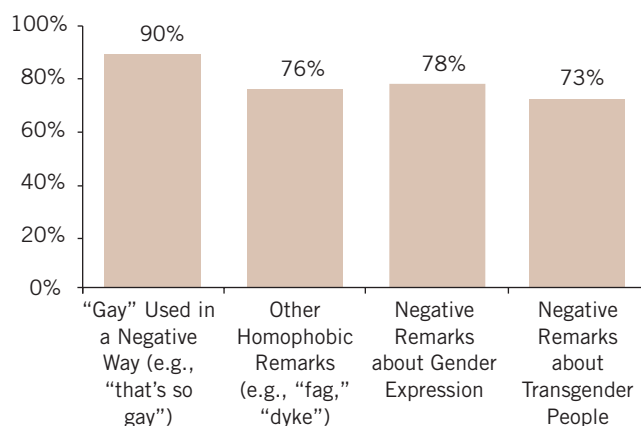 100%
80%
60%
40%
20%
0%
90%
76%
78%
73%
“Gay” Used in
a Negative
Way (e.g.,
“that’s so
gay”)
Other
Homophobic
Remarks
(e.g., “fag,”
“dyke”)
Negative
Remarks
about Gender
Expression
Negative
Remarks
about
Transgender
People